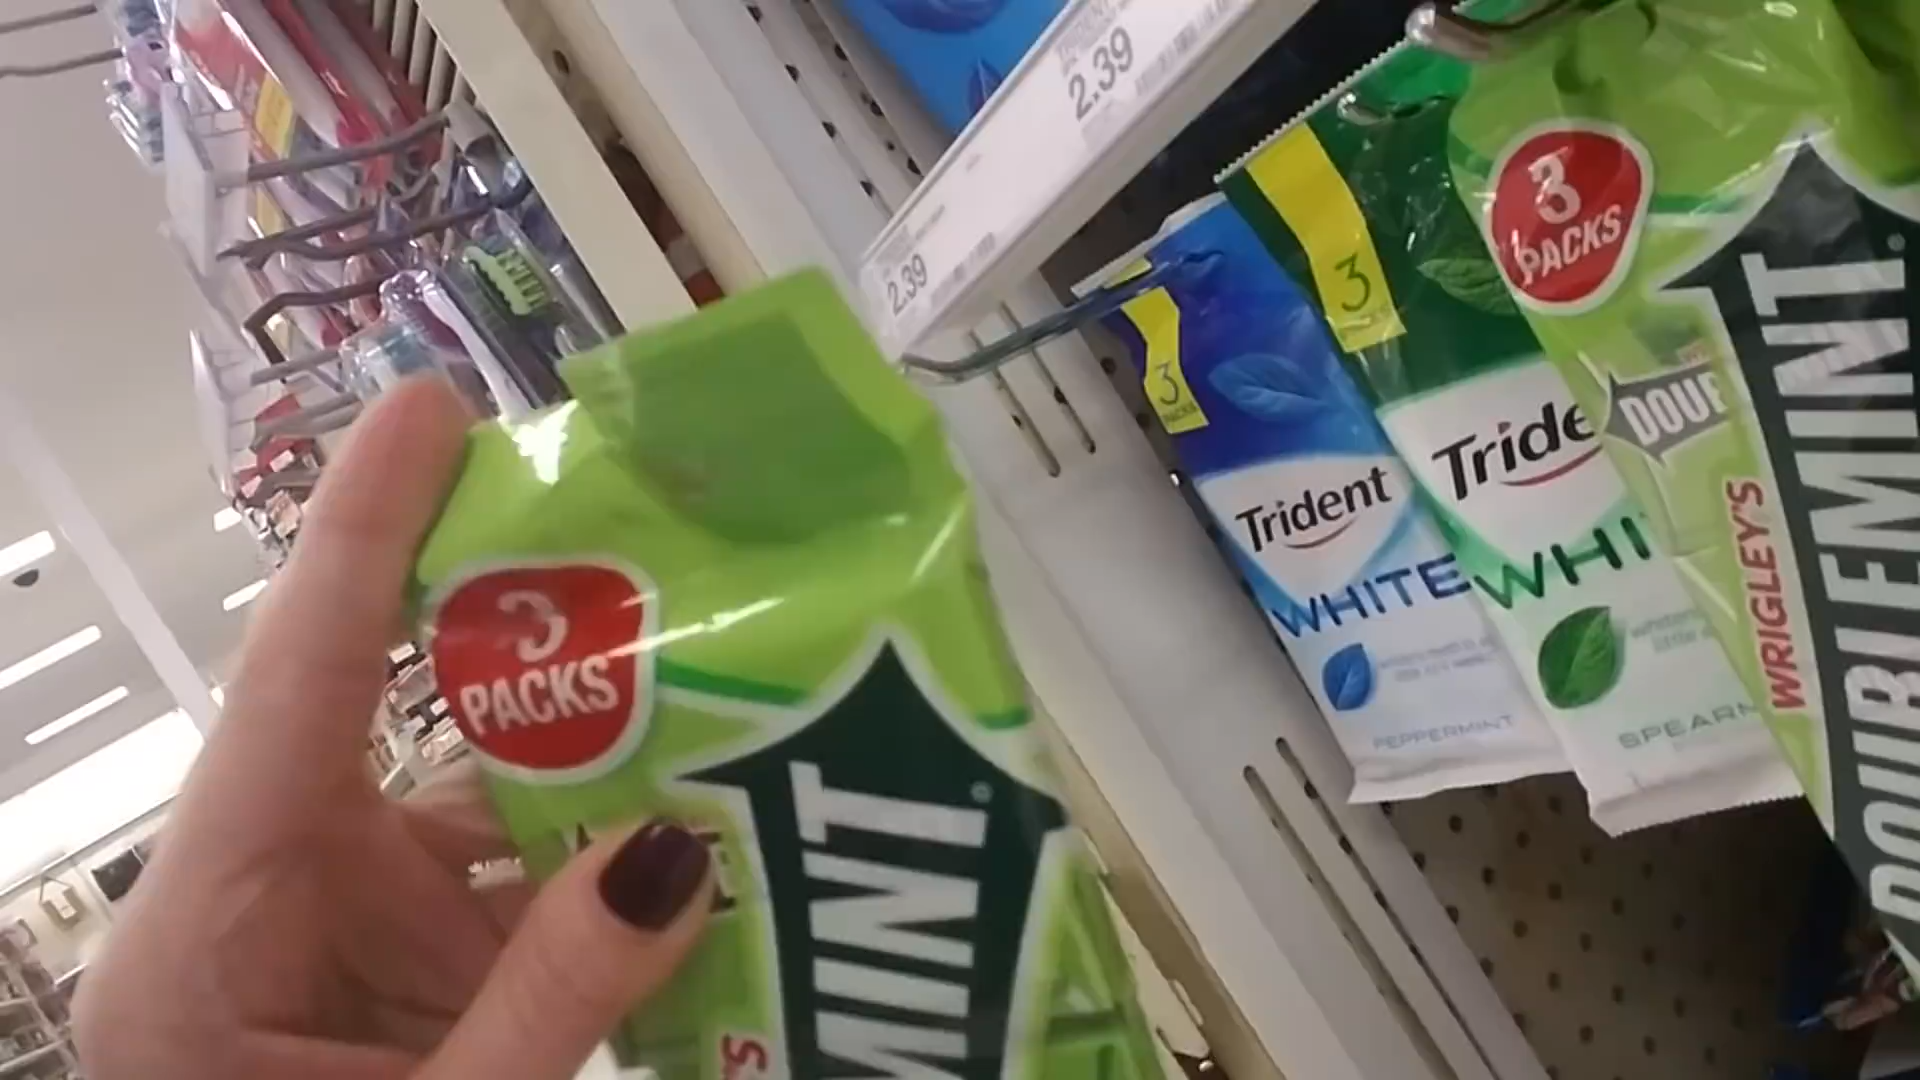 2.39
2.39
3
PACKS
MINT
3
PACKS
Trident
WHITE
PEPPERMINT
3
PACKS
Tride
WHI
SPEARM
3
PACKS
DOUB
WRIGLEY'S
DOUBLEMINT
'S